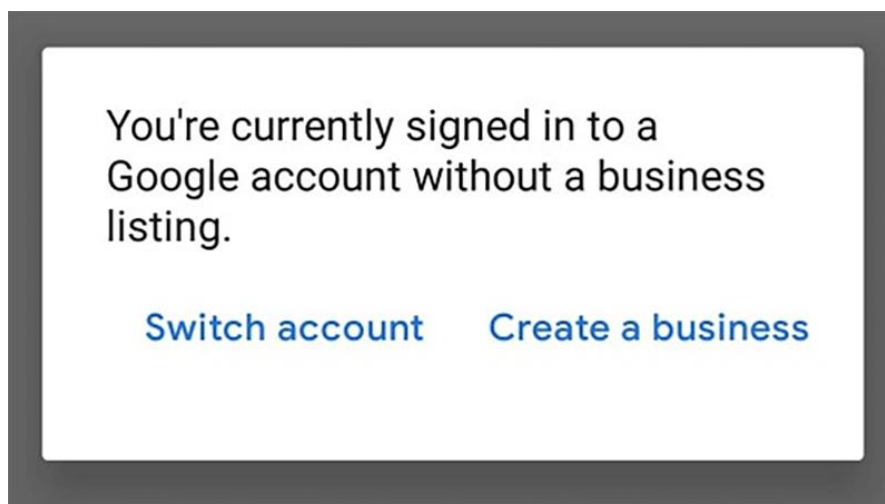 You're currently signed in to a
Google account without a business
listing.
Switch account Create a business